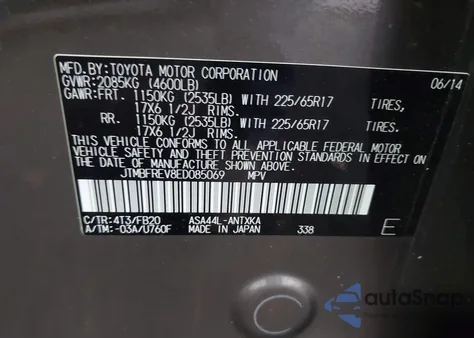 MFD.BY:TOYOTA MOTOR CORPORATION 06/14
GVWR:2085KG (4600LB)
GAWR:FRT. 1150KG (2535LB) WITH 225/65R17 TIRES,
17X6 1/2J RIMS.
RR. 1150KG (2535LB) WITH 225/65R17 TIRES,
17X6 1/2J RIMS.
THIS VEHICLE CONFORMS TO ALL APPLICABLE FEDERAL MOTOR
VEHICLE SAFETY AND THEFT PREVENTION STANDARDS IN EFFECT ON
THE DATE OF MANUFACTURE SHOWN ABOVE.
JTMBFREV8ED085069 MPV
C/TR:4T3/FB20 ASA44L-ANTXKA
A/TM:-03A/U760F MADE IN JAPAN 338 E
autoSnap
Powered by